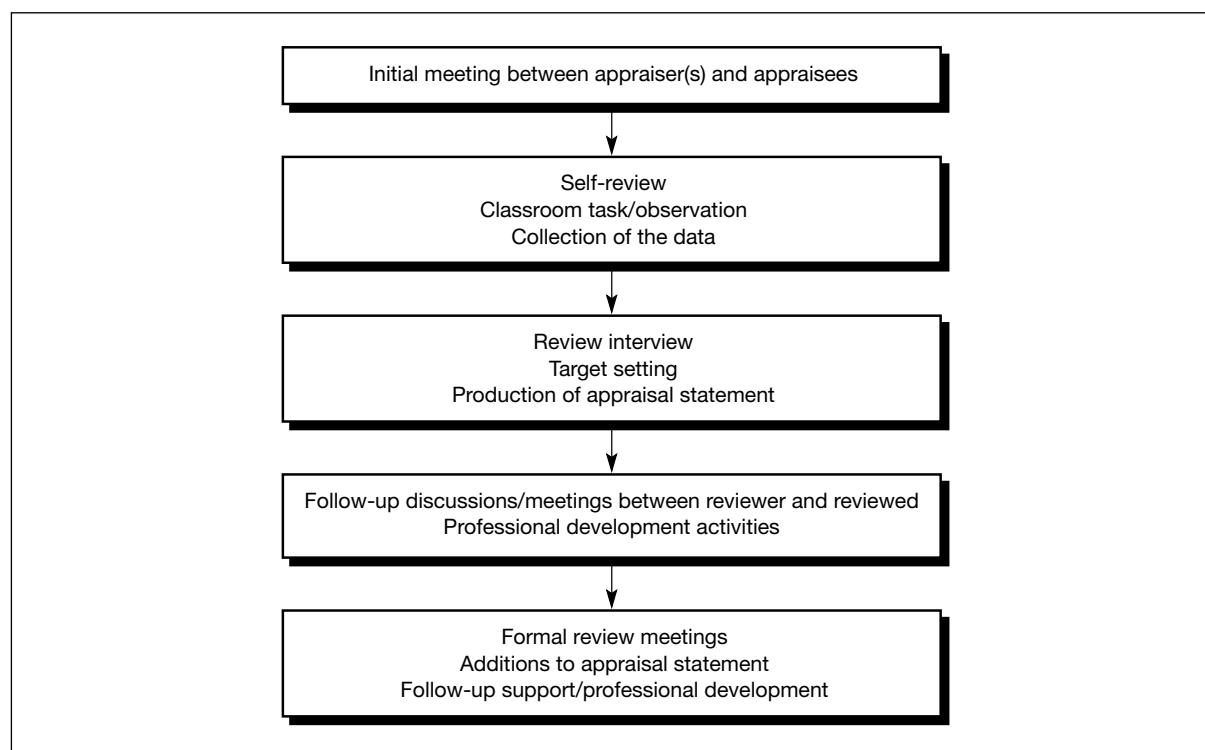 Initial meeting between appraiser(s) and appraisees
Self-review
Classroom task/observation
Collection of the data
Review interview
Target setting
Production of appraisal statement
Follow-up discussions/meetings between reviewer and reviewed
Professional development activities
Formal review meetings
Additions to appraisal statement
Follow-up support/professional development